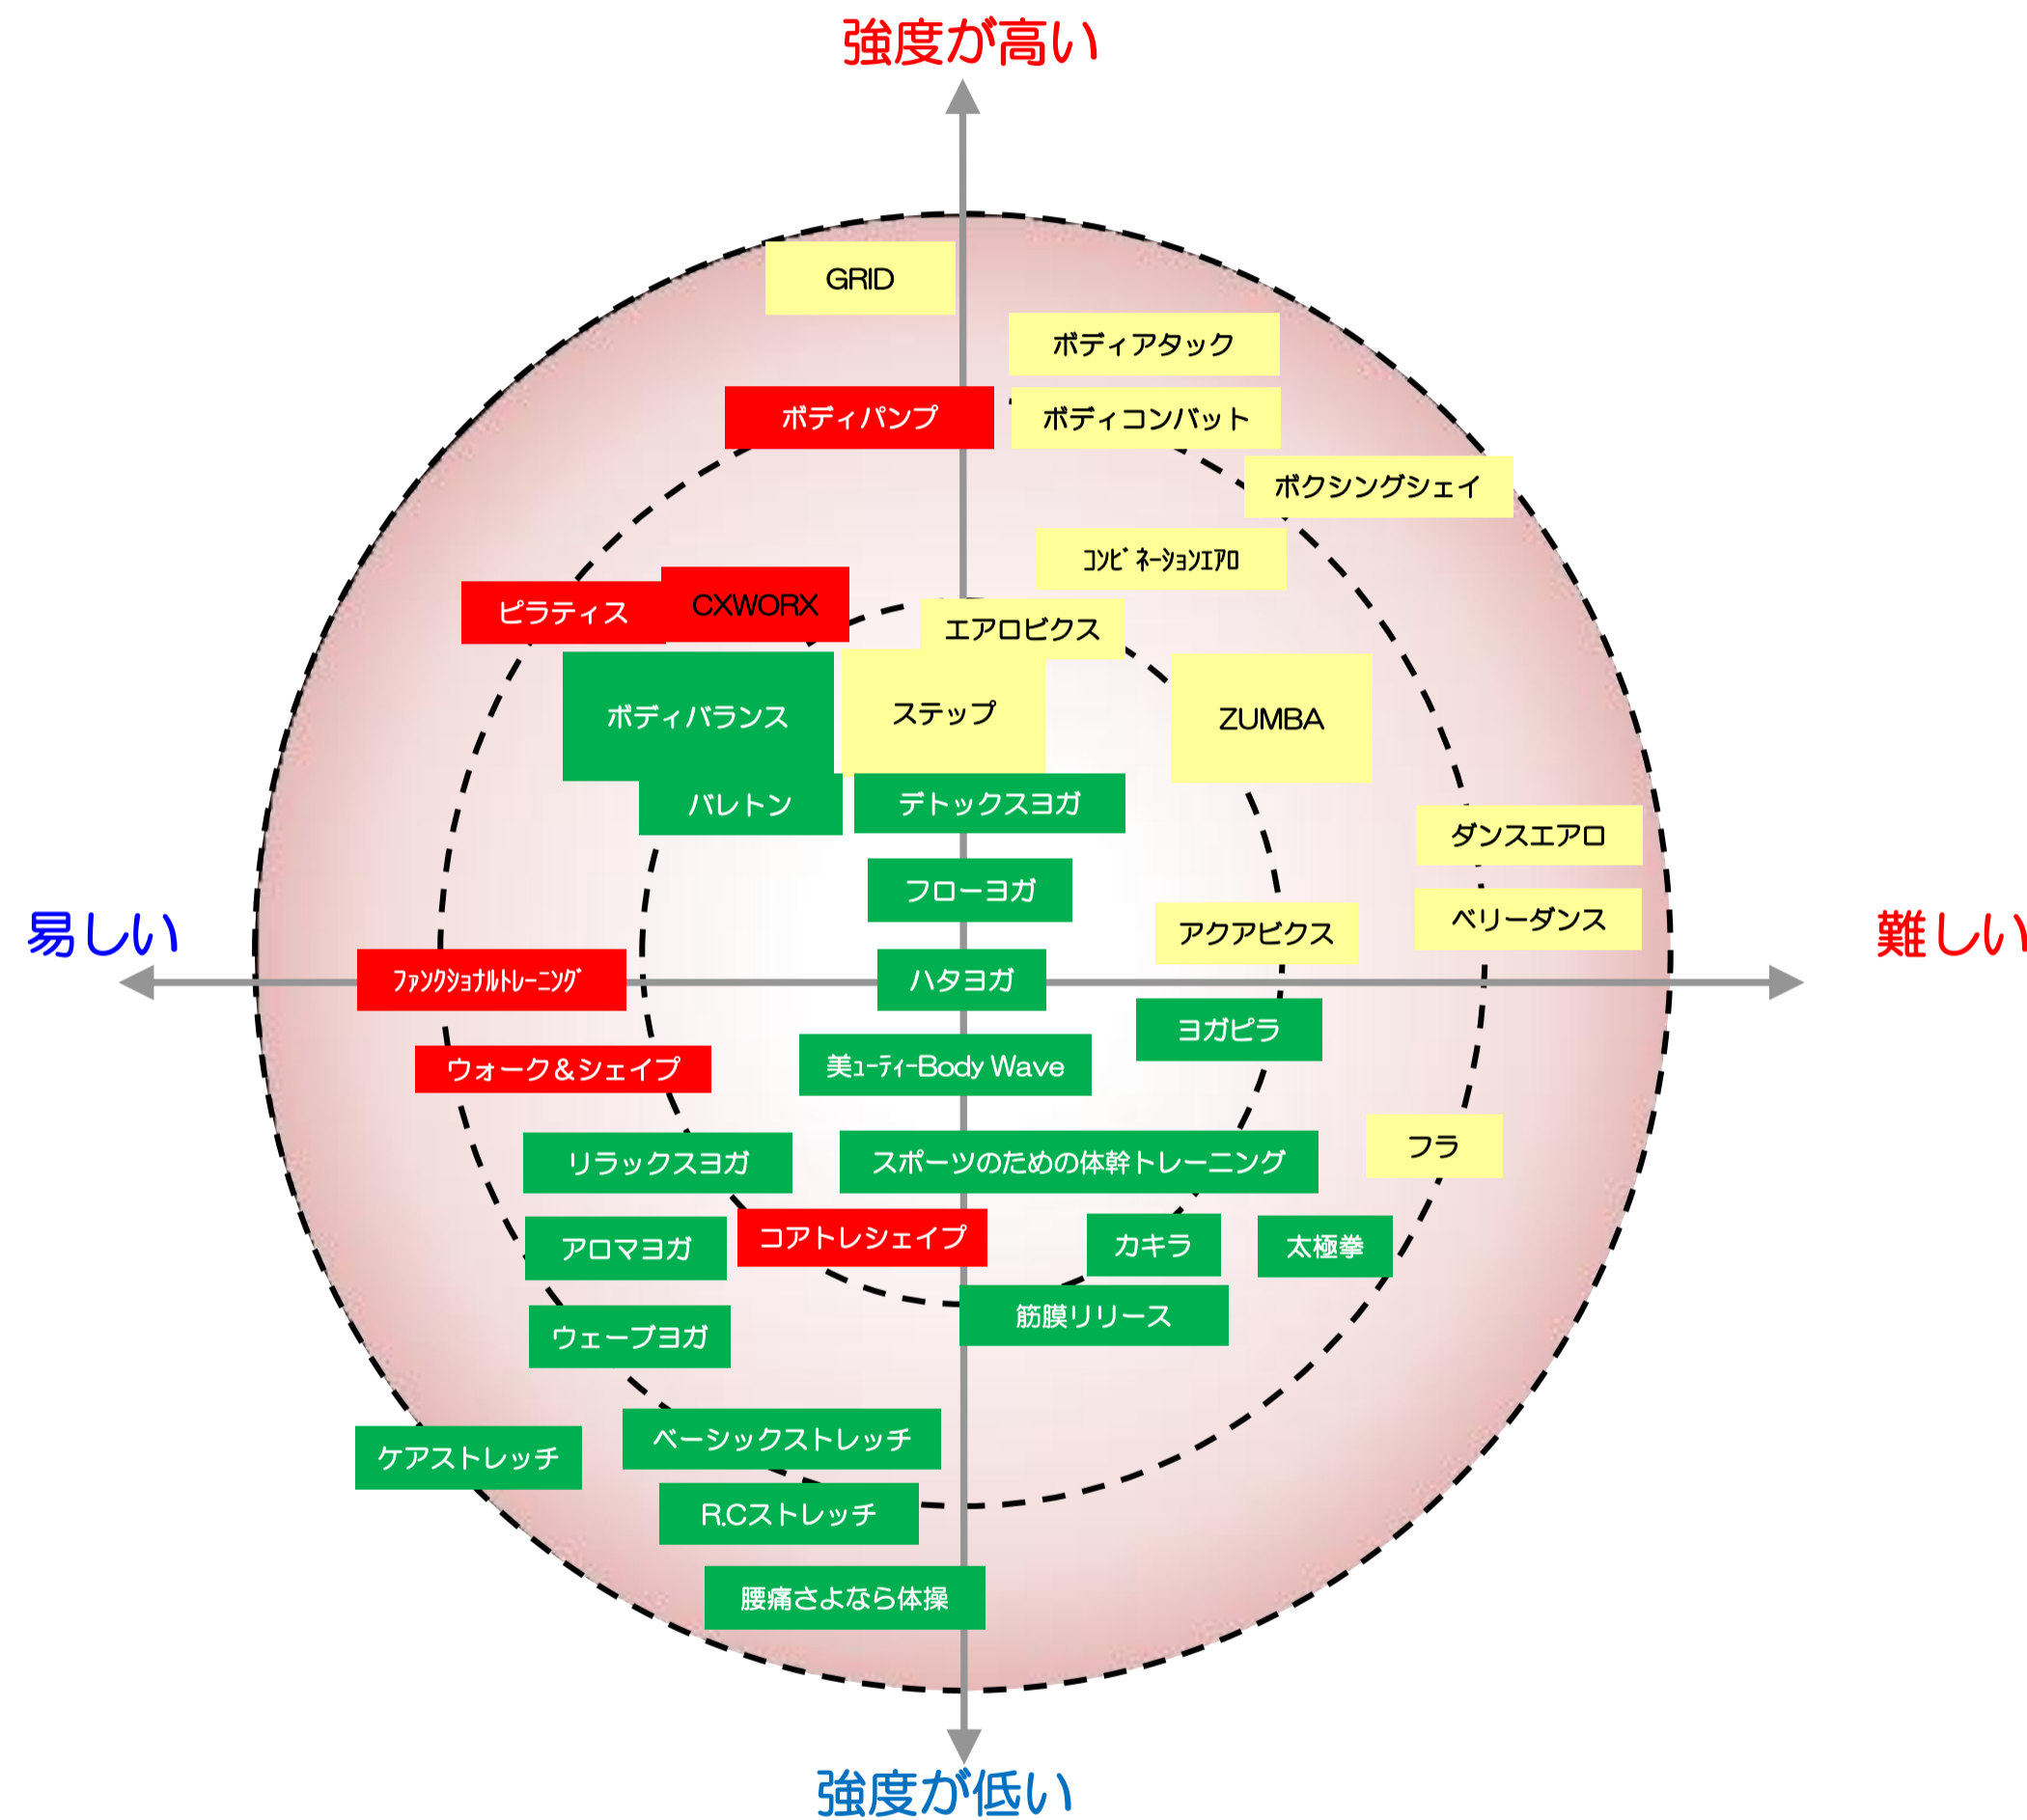 強度が高い
GRID
ボディアタック
ボディパンプ
ボディコンバット
ボクシングシェイ
ｺﾝﾋﾞﾈｰｼｮﾝｴｱﾛ
ピラティス
CXWORX
エアロビクス
ボディバランス
ステップ
ZUMBA
バレトン
デトックスヨガ
ダンスエアロ
フローヨガ
ベリーダンス
アクアビクス
易しい
難しい
ﾌｧﾝｸｼｮﾅﾙﾄﾚｰﾆﾝｸﾞ
ハタヨガ
ヨガピラ
ウォーク＆シェイプ
美ｭｰﾃｨｰBody Wave
フラ
リラックスヨガ
スポーツのための体幹トレーニング
アロマヨガ
コアトレシェイプ
カキラ
太極拳
筋膜リリース
ウェーブヨガ
ベーシックストレッチ
ケアストレッチ
R.Cストレッチ
腰痛さよなら体操
強度が低い